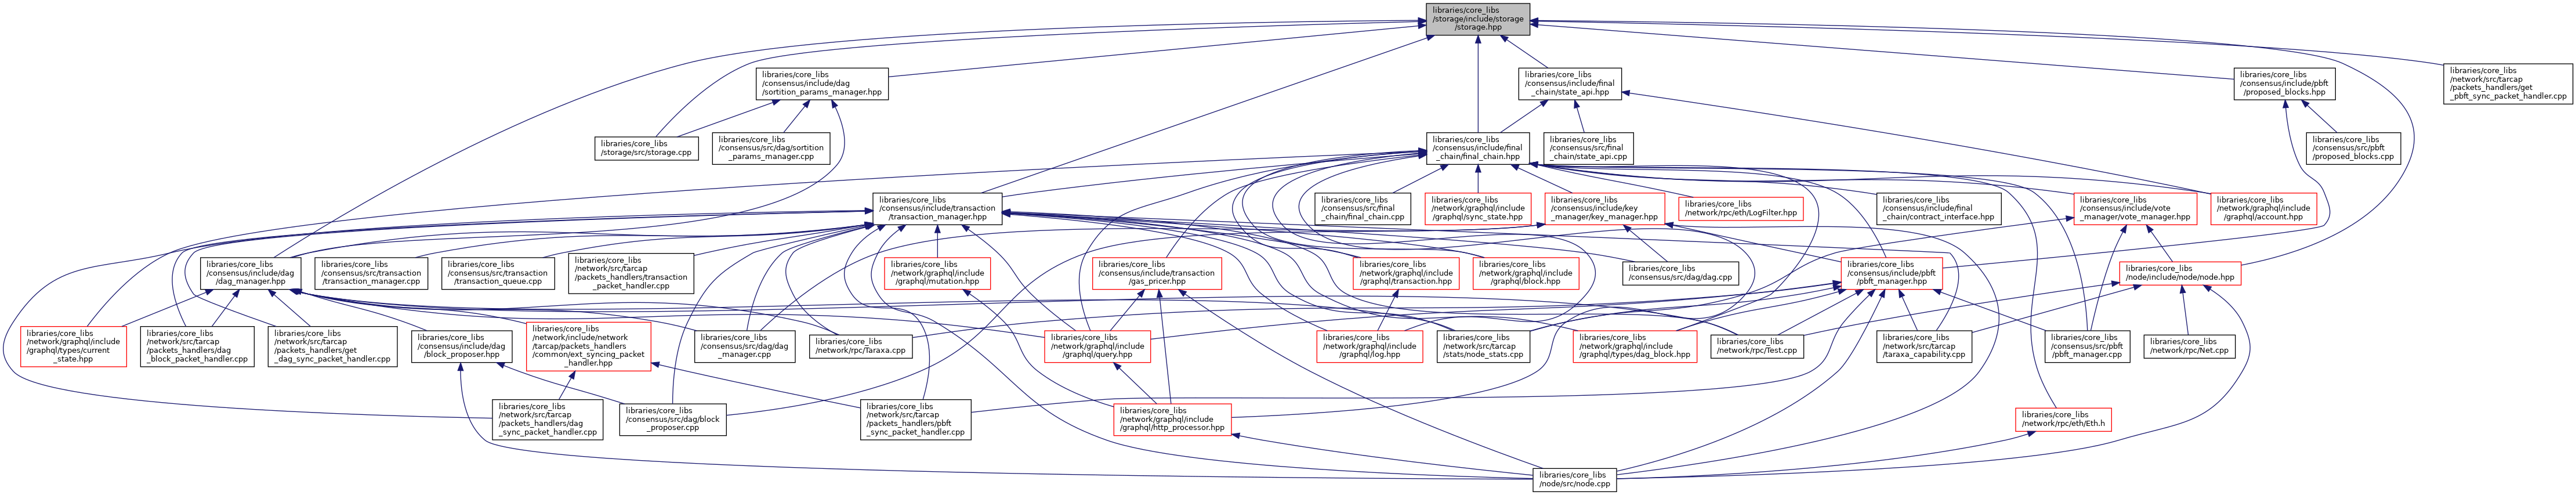 libraries/core_libs
/storage/include/storage
/storage.hpp
libraries/core_libs
/consensus/include/dag
/sortition_params_manager.hpp
libraries/core_libs
/consensus/include/final
_chain/state_api.hpp
libraries/core_libs
/consensus/include/pbft
/proposed_blocks.hpp
libraries/core_libs
/network/src/tarcap
/packets_handlers/get
_pbft_sync_packet_handler.cpp
libraries/core_libs
/storage/src/storage.cpp
libraries/core_libs
/consensus/src/dag/sortition
_params_manager.cpp
libraries/core_libs
/consensus/include/final
_chain/final_chain.hpp
libraries/core_libs
/consensus/src/final
_chain/state_api.cpp
libraries/core_libs
/consensus/src/pbft
/proposed_blocks.cpp
libraries/core_libs
/consensus/include/transaction
/transaction_manager.hpp
libraries/core_libs
/consensus/src/final
_chain/final_chain.cpp
libraries/core_libs
/network/graphql/include
/graphql/sync_state.hpp
libraries/core_libs
/consensus/include/key
_manager/key_manager.hpp
libraries/core_libs
/network/rpc/eth/LogFilter.hpp
libraries/core_libs
/consensus/include/final
_chain/contract_interface.hpp
libraries/core_libs
/consensus/include/vote
_manager/vote_manager.hpp
libraries/core_libs
/network/graphql/include
/graphql/account.hpp
libraries/core_libs
/consensus/include/dag
/dag_manager.hpp
libraries/core_libs
/consensus/src/transaction
/transaction_manager.cpp
libraries/core_libs
/consensus/src/transaction
/transaction_queue.cpp
libraries/core_libs
/network/src/tarcap
/packets_handlers/transaction
_packet_handler.cpp
libraries/core_libs
/network/graphql/include
/graphql/mutation.hpp
libraries/core_libs
/consensus/include/transaction
/gas_pricer.hpp
libraries/core_libs
/network/graphql/include
/graphql/transaction.hpp
libraries/core_libs
/network/graphql/include
/graphql/block.hpp
libraries/core_libs
/consensus/src/dag/dag.cpp
libraries/core_libs
/consensus/include/pbft
/pbft_manager.hpp
libraries/core_libs
/node/include/node/node.hpp
libraries/core_libs
/network/graphql/include
/graphql/types/current
_state.hpp
libraries/core_libs
/network/src/tarcap
/packets_handlers/dag
_block_packet_handler.cpp
libraries/core_libs
/network/src/tarcap
/packets_handlers/get
_dag_sync_packet_handler.cpp
libraries/core_libs
/consensus/include/dag
/block_proposer.hpp
libraries/core_libs
/network/include/network
/tarcap/packets_handlers
/common/ext_syncing_packet
_handler.hpp
libraries/core_libs
/consensus/src/dag/dag
_manager.cpp
libraries/core_libs
/network/rpc/Taraxa.cpp
libraries/core_libs
/network/graphql/include
/graphql/query.hpp
libraries/core_libs
/network/graphql/include
/graphql/log.hpp
libraries/core_libs
/network/src/tarcap
/stats/node_stats.cpp
libraries/core_libs
/network/graphql/include
/graphql/types/dag_block.hpp
libraries/core_libs
/network/rpc/Test.cpp
libraries/core_libs
/network/src/tarcap
/taraxa_capability.cpp
libraries/core_libs
/consensus/src/pbft
/pbft_manager.cpp
libraries/core_libs
/network/rpc/Net.cpp
libraries/core_libs
/network/src/tarcap
/packets_handlers/dag
_sync_packet_handler.cpp
libraries/core_libs
/consensus/src/dag/block
_proposer.cpp
libraries/core_libs
/network/src/tarcap
/packets_handlers/pbft
_sync_packet_handler.cpp
libraries/core_libs
/network/graphql/include
/graphql/http_processor.hpp
libraries/core_libs
/network/rpc/eth/Eth.h
libraries/core_libs
/node/src/node.cpp